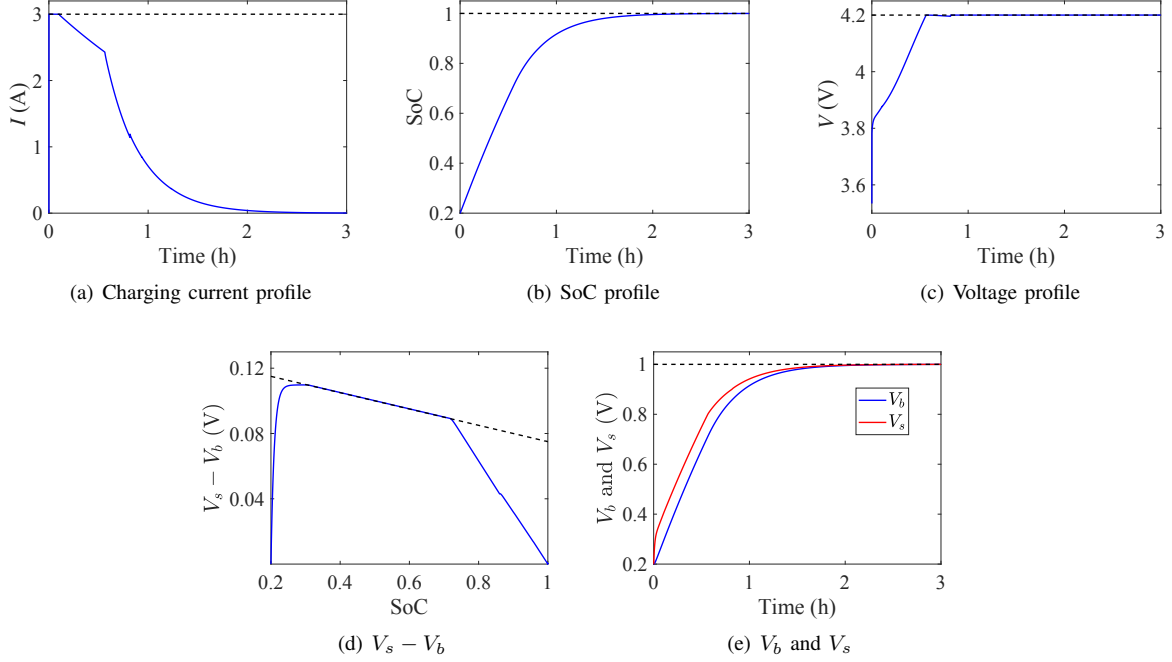 3
2
1
0
I (A)
0
1
2
3
Time (h)
(a) Charging current profile
1
0.8
0.6
0.4
0.2
SoC
0
1
2
3
Time (h)
(b) SoC profile
4.2
4
3.8
3.6
V (V)
0
1
2
3
Time (h)
(c) Voltage profile
0.12
0.08
0.04
V_s − V_b (V)
0.2
0.4
0.6
0.8
1
SoC
(d) V_s − V_b
1
0.8
0.6
0.4
0.2
V_b and V_s (V)
V_b
V_s
0
1
2
3
Time (h)
(e) V_b and V_s